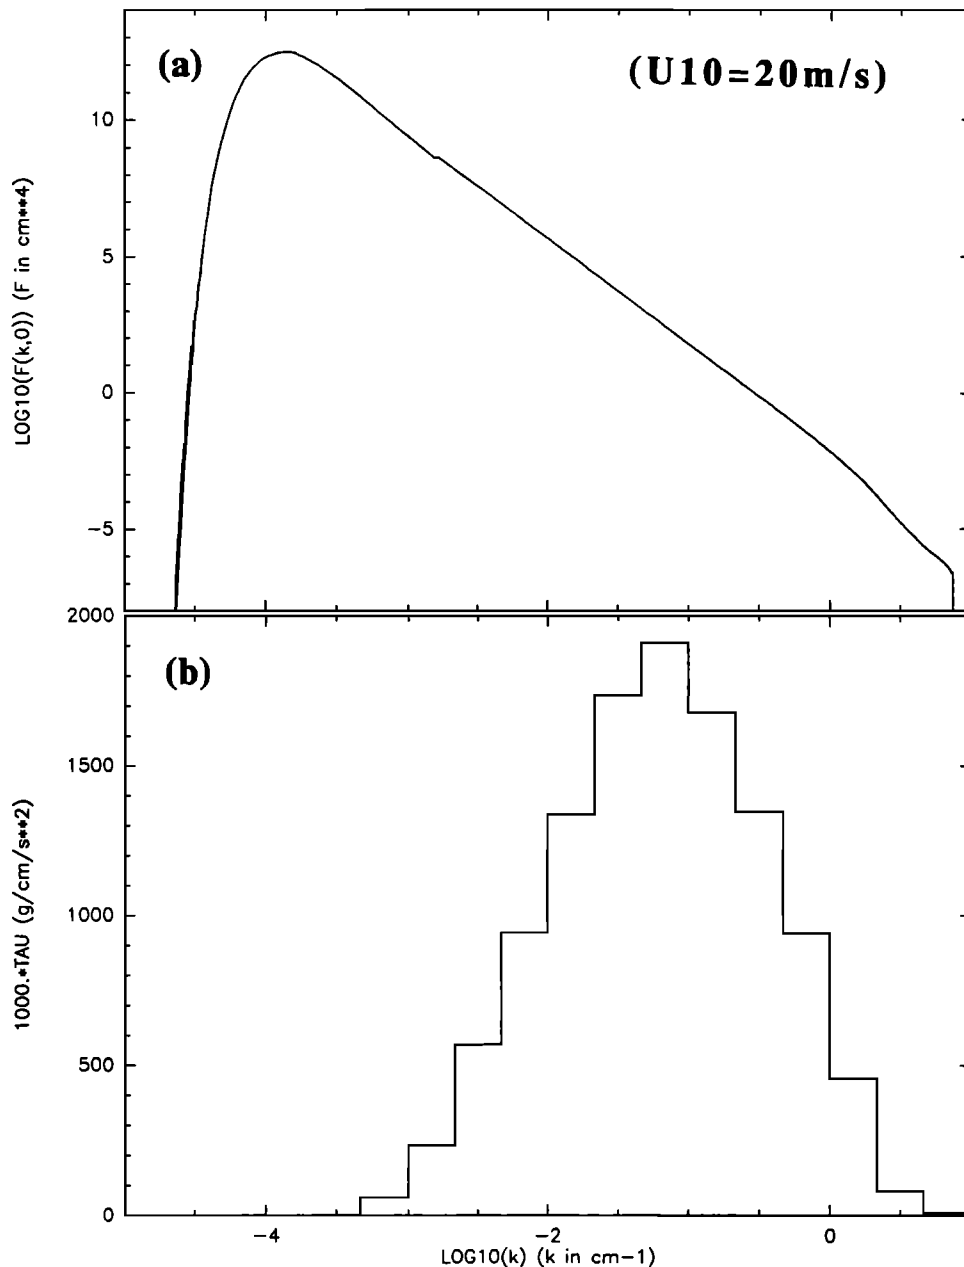 (a)
(U10=20m/s)
10
5
0
-5
LOG10(F(k,0)) (F in cm**4)
2000
(b)
1500
1000
500
0
1000.*TAU (g/cm/s**2)
-4
-2
0
LOG10(k) (k in cm-1)